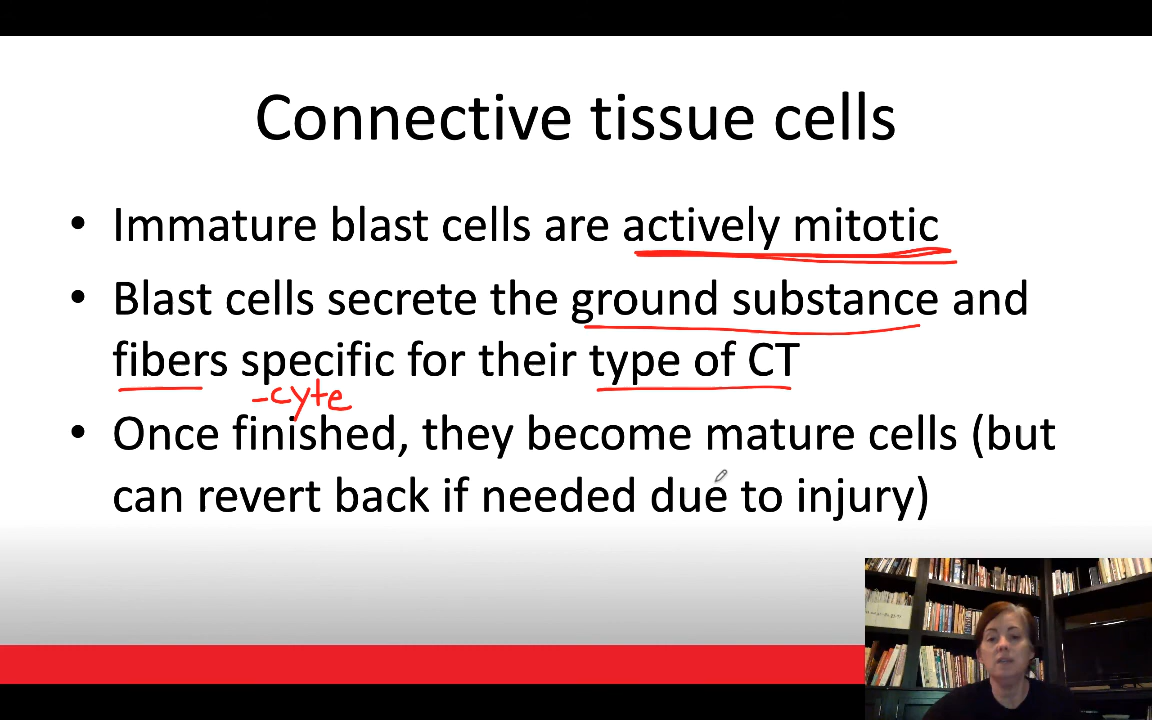 Connective tissue cells
• Immature blast cells are actively mitotic
• Blast cells secrete the ground substance and
fibers specific for their type of CT
-cyte
• Once finished, they become mature cells (but
can revert back if needed due to injury)